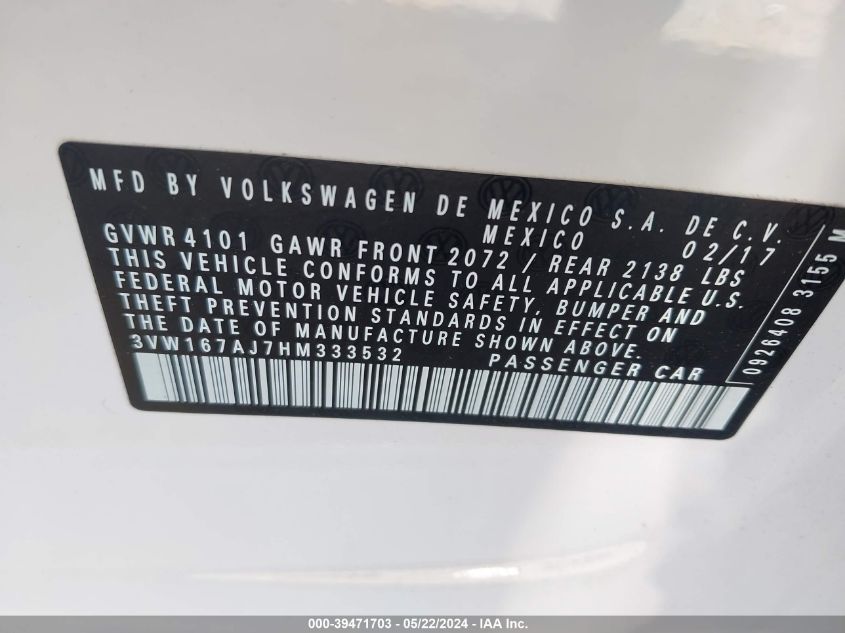 MFD BY VOLKSWAGEN DE MEXICO S.A. DE C.V.
MEXICO 02/17
GVWR 4101 GAWR FRONT 2072 / REAR 2138 LBS
THIS VEHICLE CONFORMS TO ALL APPLICABLE U.S.
FEDERAL MOTOR VEHICLE SAFETY, BUMPER AND
THEFT PREVENTION STANDARDS IN EFFECT ON
THE DATE OF MANUFACTURE SHOWN ABOVE.
3VW167AJ7HM333532 PASSENGER CAR
0926408 3155 M
000-39471703 - 05/22/2024 - IAA Inc.